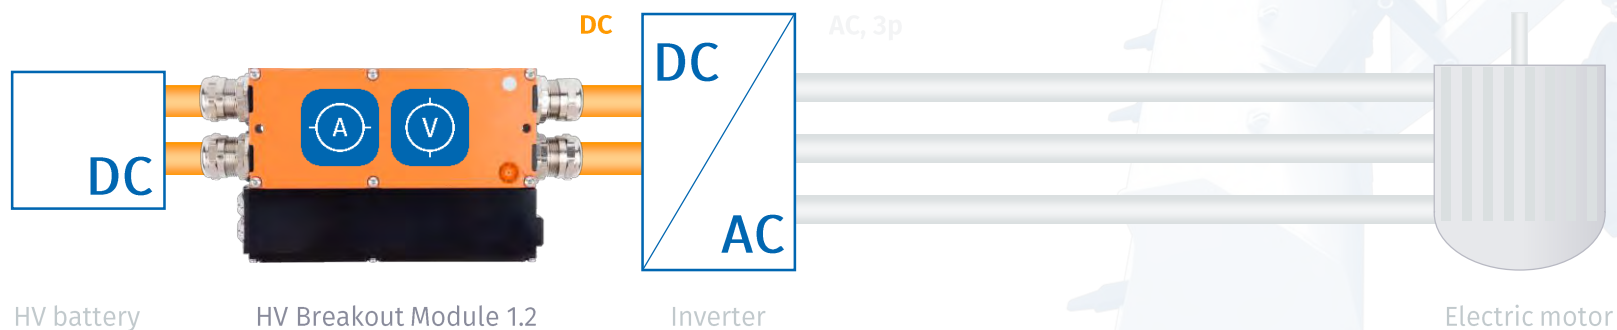 DC
AC, 3p
DC
A
V
DC
AC
HV battery
HV Breakout Module 1.2
Inverter
Electric motor